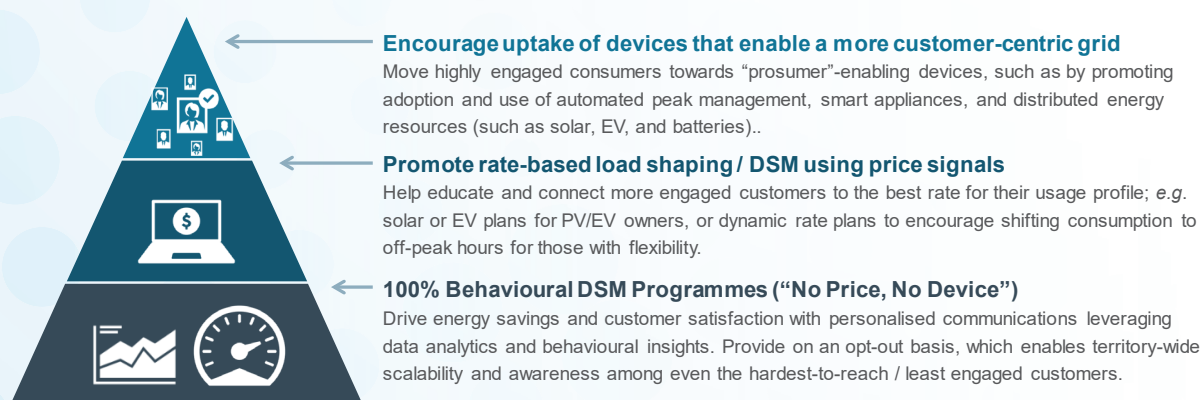 Encourage uptake of devices that enable a more customer-centric grid
Move highly engaged consumers towards “prosumer”-enabling devices, such as by promoting
adoption and use of automated peak management, smart appliances, and distributed energy
resources (such as solar, EV, and batteries)..
Promote rate-based load shaping / DSM using price signals
Help educate and connect more engaged customers to the best rate for their usage profile; e.g.
solar or EV plans for PV/EV owners, or dynamic rate plans to encourage shifting consumption to
off-peak hours for those with flexibility.
$
100% Behavioural DSM Programmes (“No Price, No Device”)
Drive energy savings and customer satisfaction with personalised communications leveraging
data analytics and behavioural insights. Provide on an opt-out basis, which enables territory-wide
scalability and awareness among even the hardest-to-reach / least engaged customers.